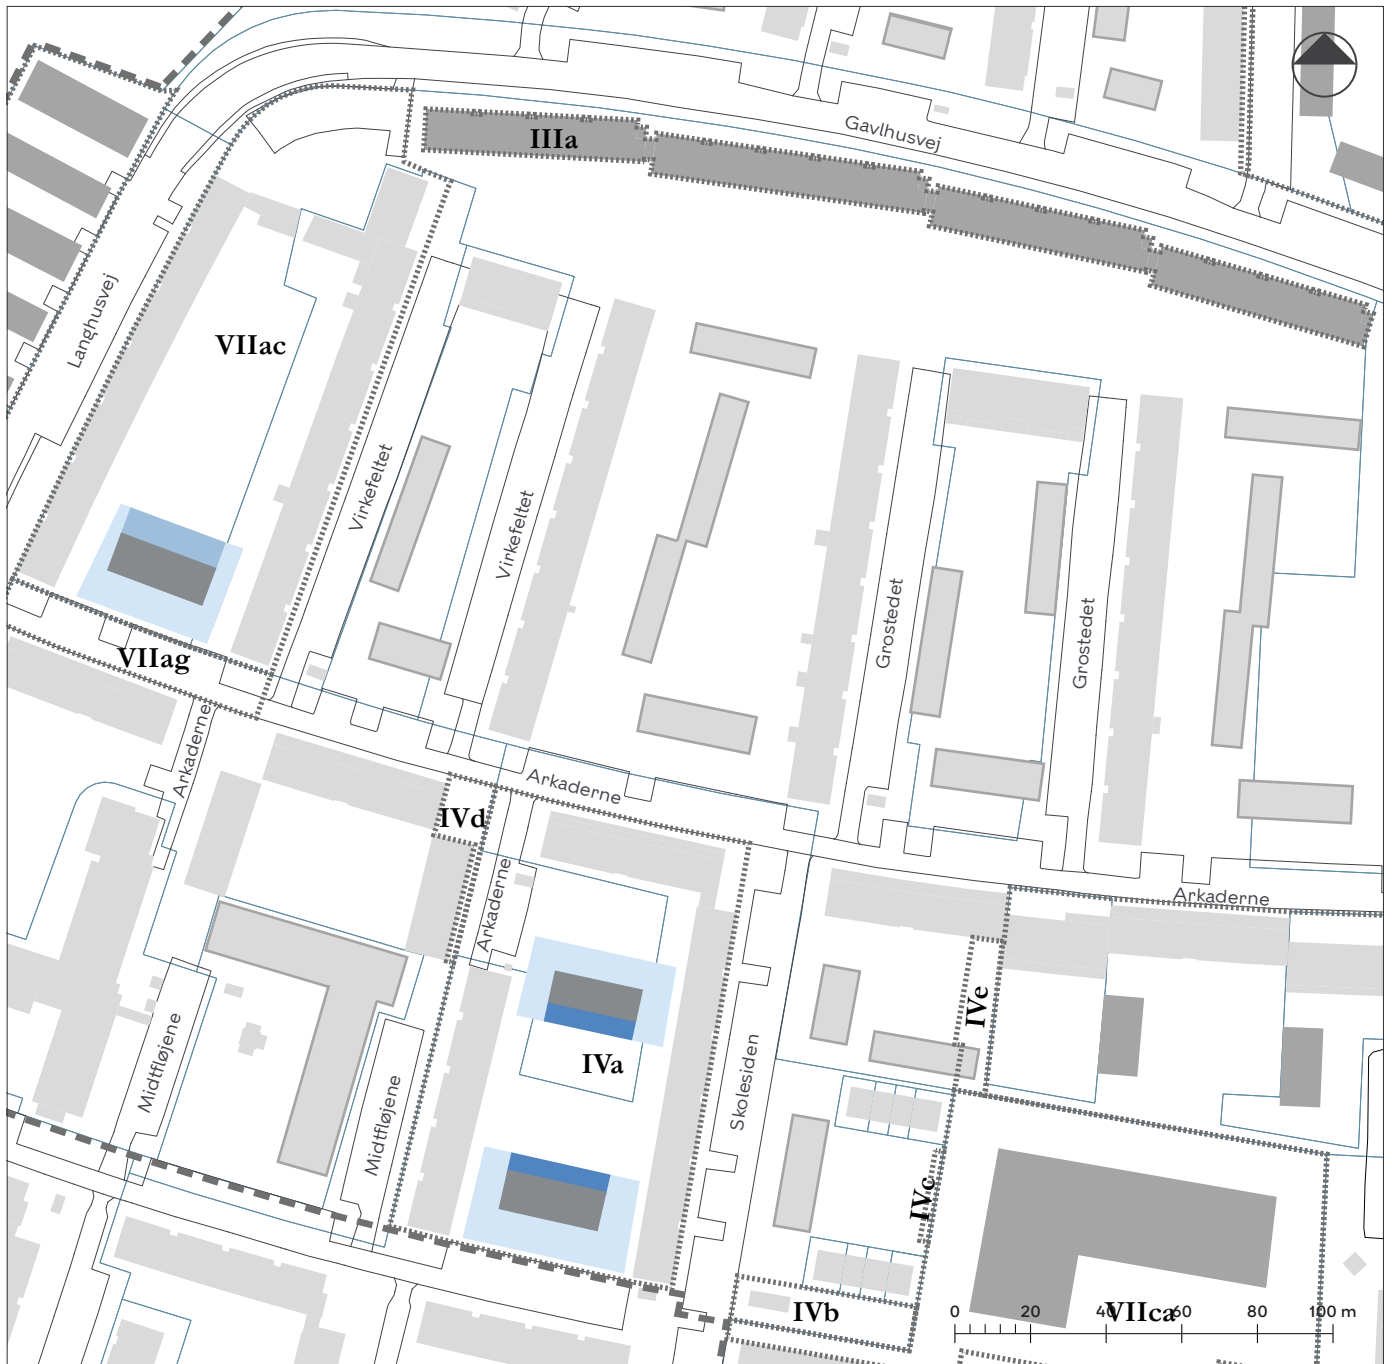 Gavlhusvej
IIIa
Langhusvej
VIIac
Virkefeltet
Virkefeltet
Grostedet
Grostedet
VIIag
Arkaderne
Arkaderne
IVd
Arkaderne
Arkaderne
IVe
IVa
Midtfløjene
Midtfløjene
Skolesiden
IVc
IVb
VIIca
0 20 40 60 80 100 m